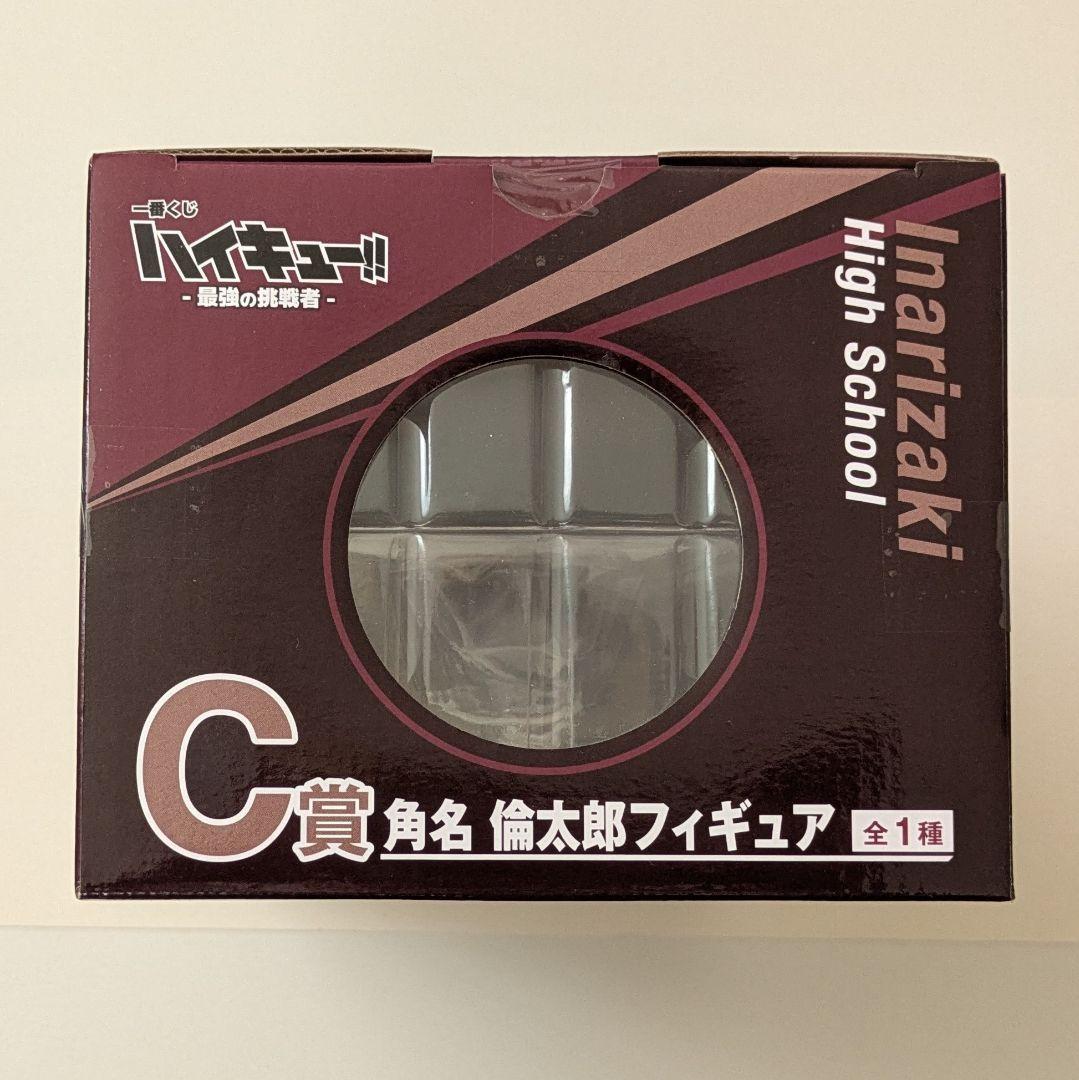 一番くじ
ハイキュー!!
- 最強の挑戦者 -
Inarizaki
High School
C賞 角名 倫太郎フィギュア 全1種